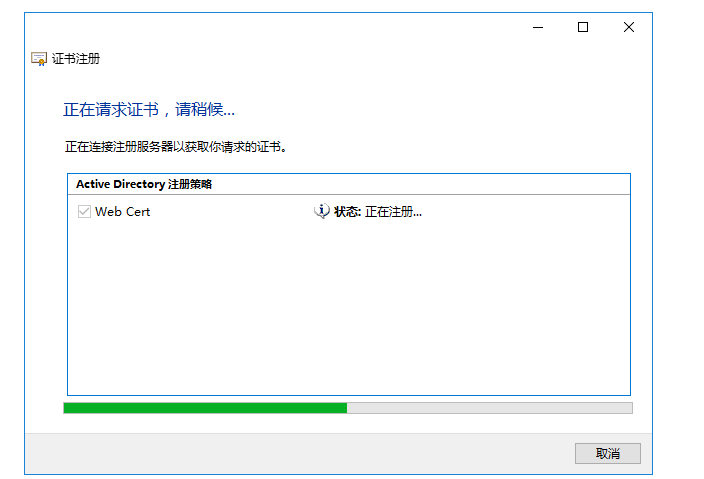 证书注册
正在请求证书，请稍候...
正在连接注册服务器以获取你请求的证书。
Active Directory 注册策略
Web Cert 状态: 正在注册...
取消